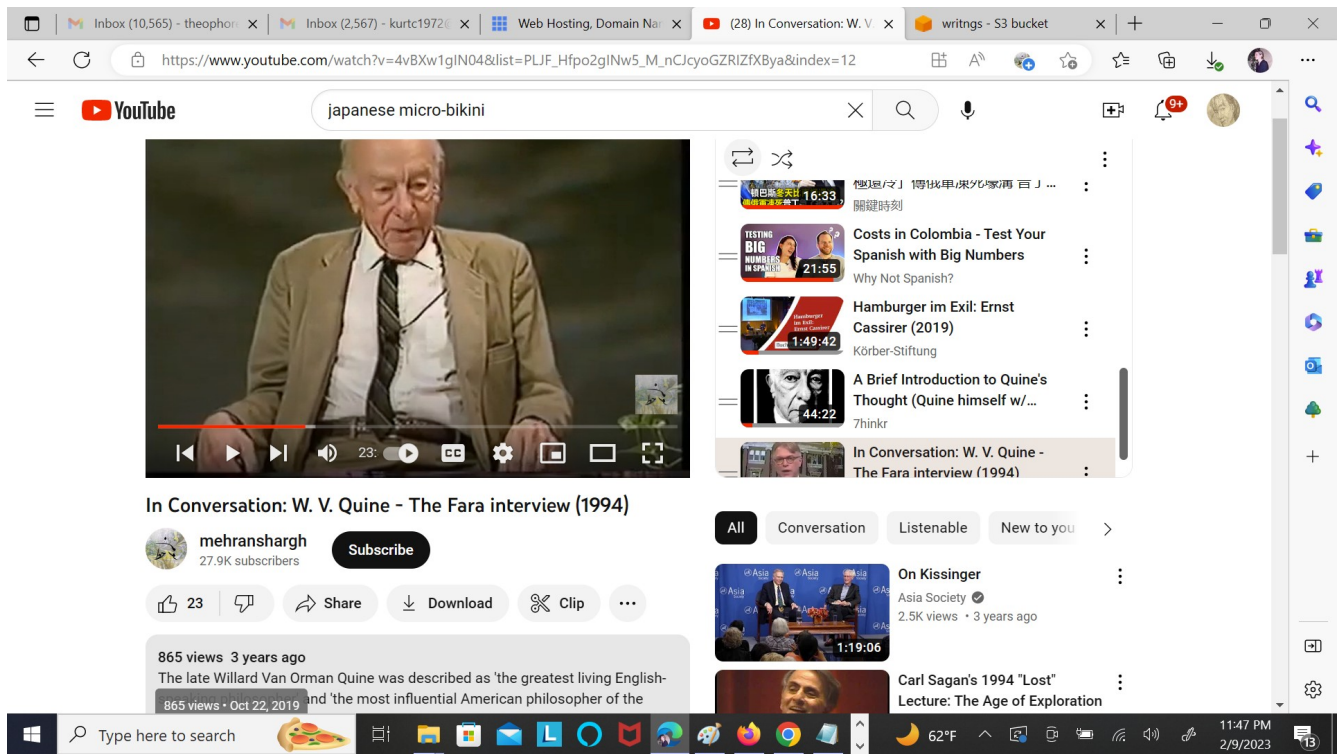 Inbox (10,565) - theophon
Inbox (2,567) - kurtc1972@
Web Hosting, Domain Nar
(28) In Conversation: W. V.
writngs - S3 bucket
https://www.youtube.com/watch?v=4vBXw1gIN04&list=PLJF_Hfpo2gINw5_M_nCJcyoGZRIZfXBya&index=12
YouTube
japanese micro-bikini
9+
16:33
關鍵時刻
TESTING
BIG
NUMBERS
IN SPANISH
21:55
Costs in Colombia - Test Your
Spanish with Big Numbers
Why Not Spanish?
Hamburger
im Exil:
Ernst Cassirer
1:49:42
Hamburger im Exil: Ernst
Cassirer (2019)
Körber-Stiftung
44:22
A Brief Introduction to Quine's
Thought (Quine himself w/...
7hinkr
In Conversation: W. V. Quine -
The Fara interview (1994)
23:
CC
In Conversation: W. V. Quine - The Fara interview (1994)
mehranshargh
27.9K subscribers
Subscribe
23
Share
Download
Clip
865 views 3 years ago
The late Willard Van Orman Quine was described as 'the greatest living English-
and 'the most influential American philosopher of the
865 views • Oct 22, 2019
All
Conversation
Listenable
New to you
Asia
1:19:06
On Kissinger
Asia Society
2.5K views • 3 years ago
Carl Sagan's 1994 "Lost"
Lecture: The Age of Exploration
Type here to search
62°F
11:47 PM
2/9/2023
13